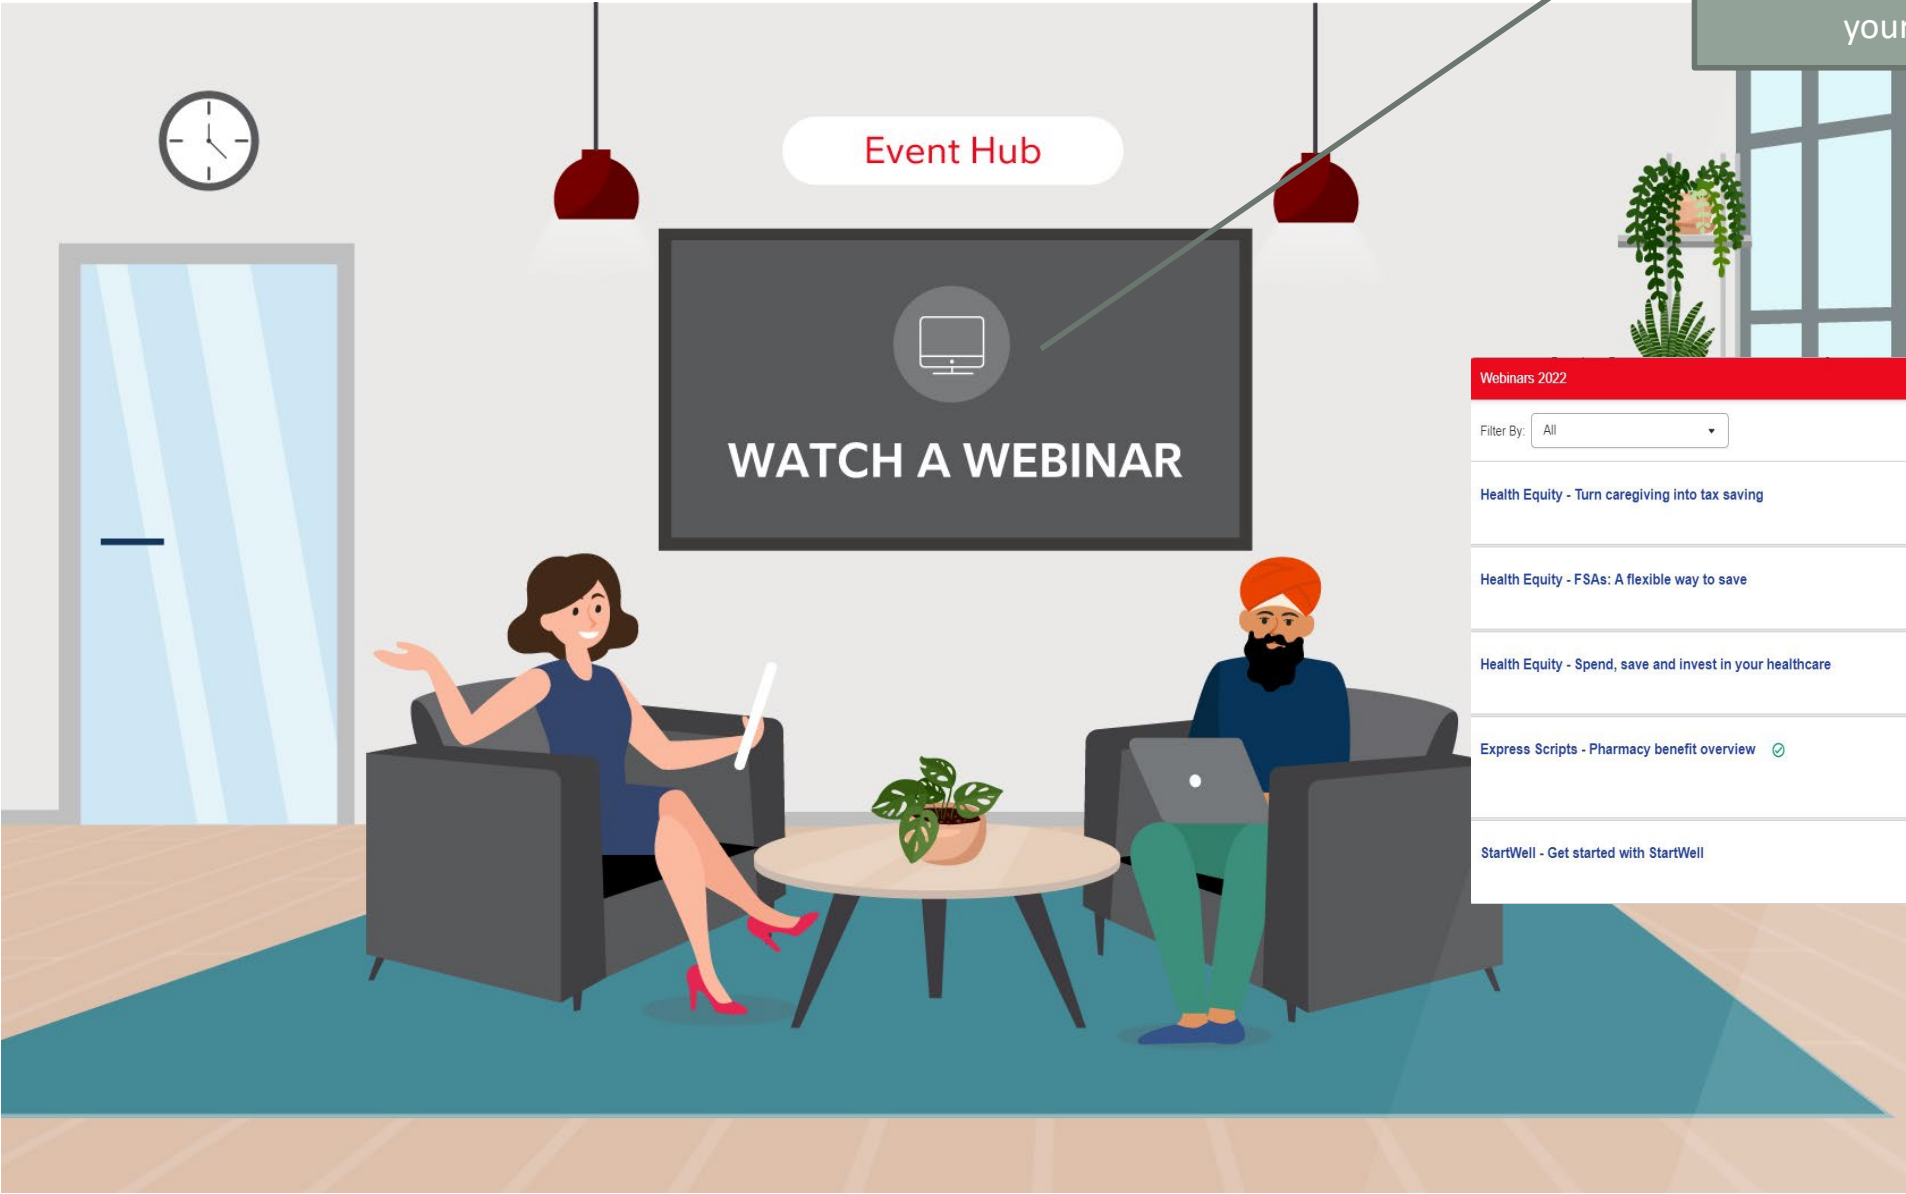 your
Event Hub
WATCH A WEBINAR
Webinars 2022
Filter By: All
Health Equity - Turn caregiving into tax saving
Health Equity - FSAs: A flexible way to save
Health Equity - Spend, save and invest in your healthcare
Express Scripts - Pharmacy benefit overview
StartWell - Get started with StartWell